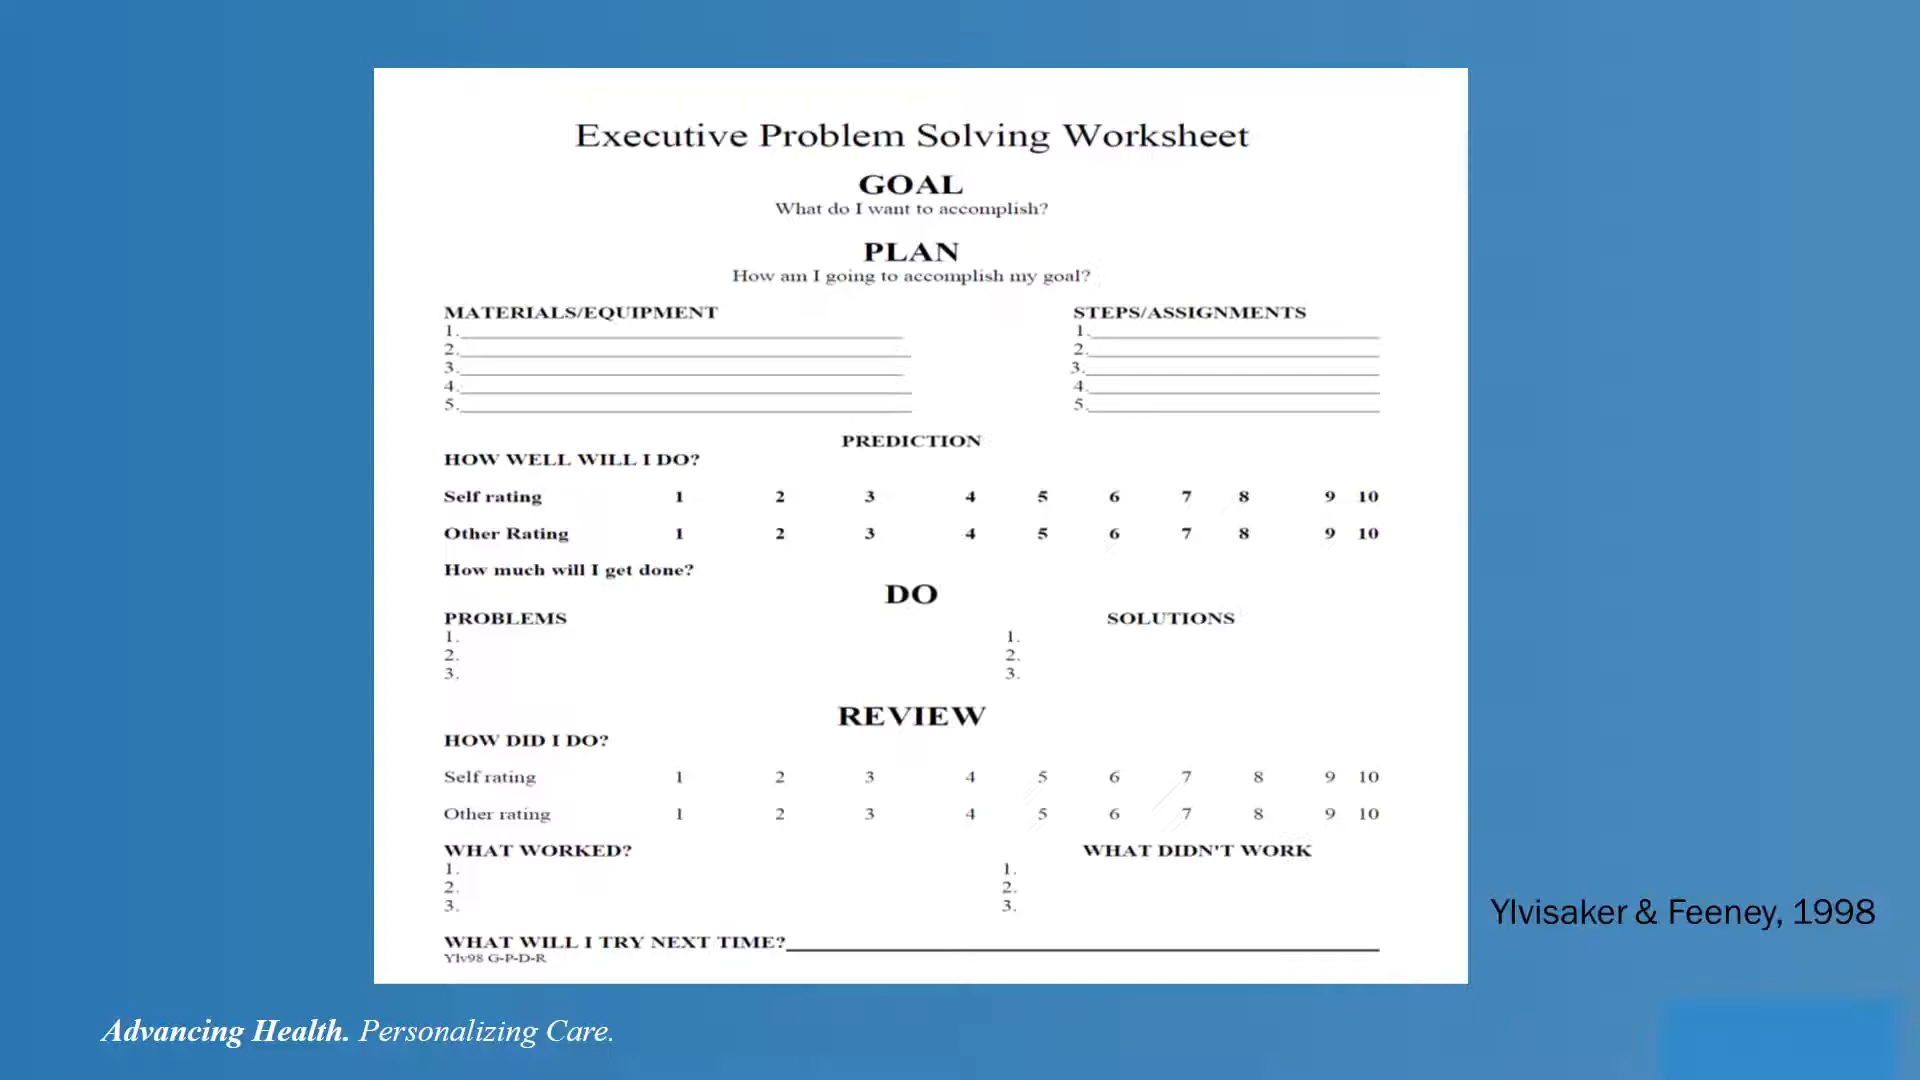 Executive Problem Solving Worksheet
GOAL
What do I want to accomplish?
PLAN
How am I going to accomplish my goal?
MATERIALS/EQUIPMENT STEPS/ASSIGNMENTS
1. 1.
2. 2.
3. 3.
4. 4.
5. 5.
PREDICTION
HOW WELL WILL I DO?
Self rating 1 2 3 4 5 6 7 8 9 10
Other Rating 1 2 3 4 5 6 7 8 9 10
How much will I get done?
DO
PROBLEMS SOLUTIONS
1. 1.
2. 2.
3. 3.
REVIEW
HOW DID I DO?
Self rating 1 2 3 4 5 6 7 8 9 10
Other rating 1 2 3 4 5 6 7 8 9 10
WHAT WORKED? WHAT DIDN'T WORK
1. 1.
2. 2.
3. 3.
WHAT WILL I TRY NEXT TIME?
Ylv98 G-P-D-R
Ylvisaker & Feeney, 1998
Advancing Health. Personalizing Care.